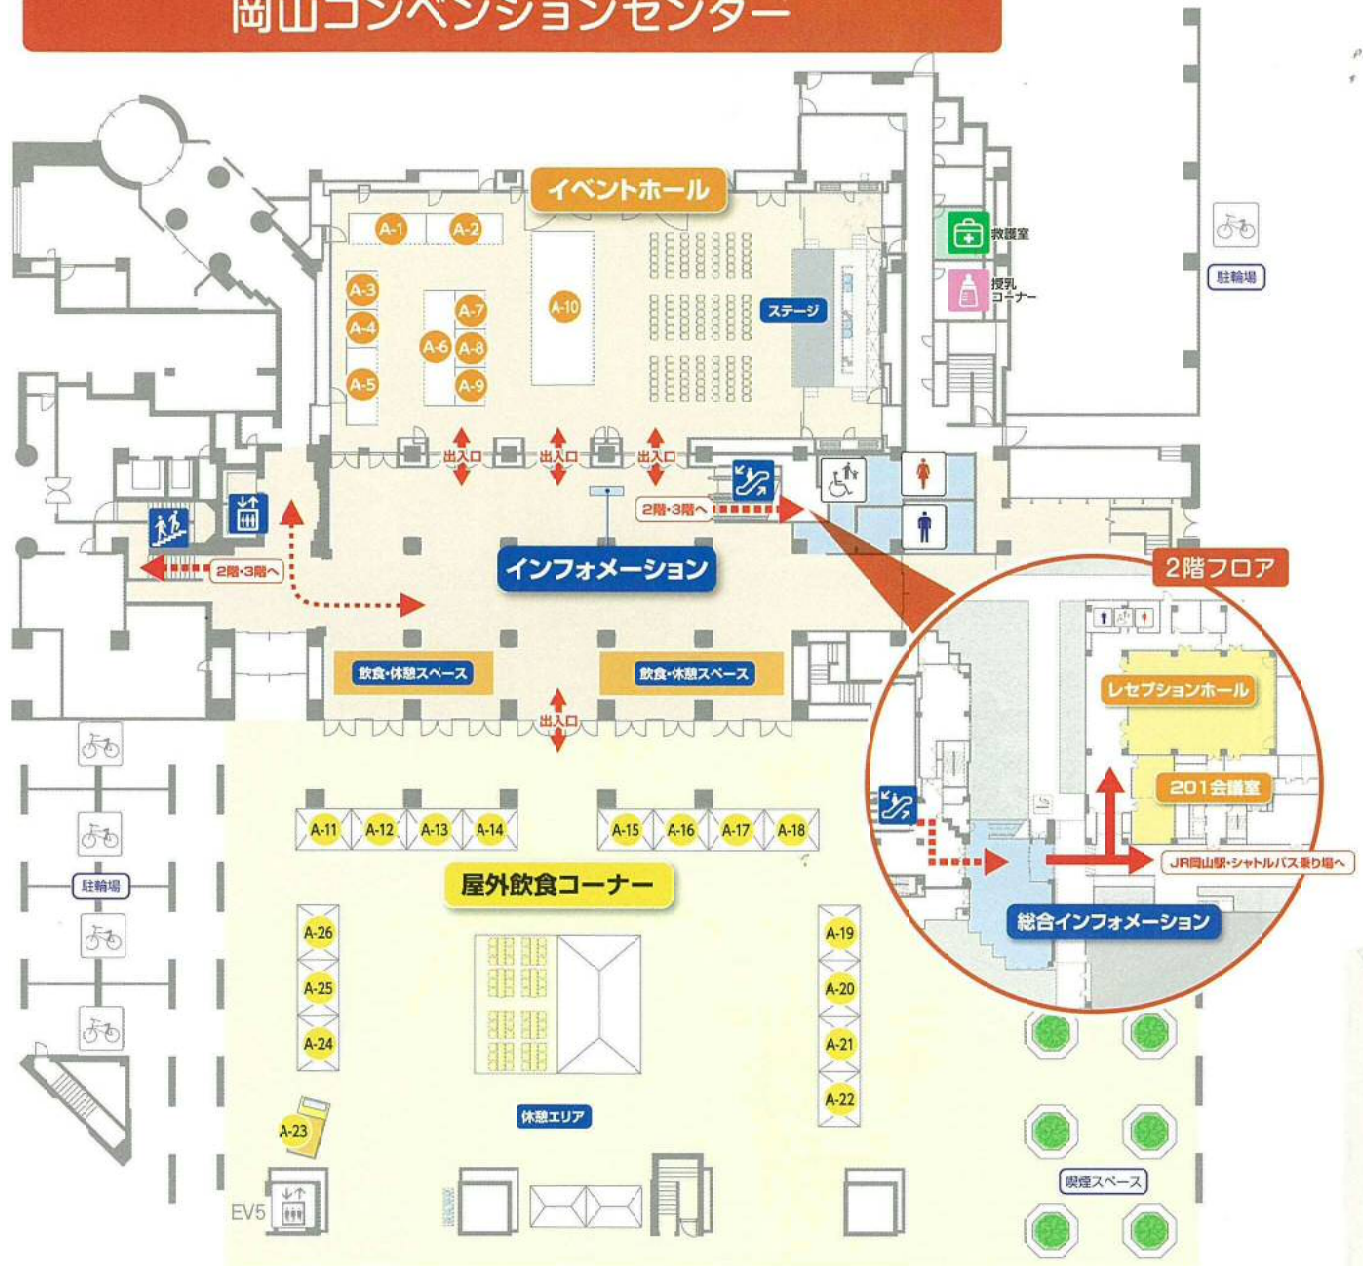 岡山コンベンションセンター
イベントホール
A-1
A-2
A-3
A-4
A-5
A-6
A-7
A-8
A-9
A-10
ステージ
救護室
授乳
コーナー
駐輪場
出入口
出入口
出入口
2階・3階へ
2階・3階へ
インフォメーション
飲食・休憩スペース
飲食・休憩スペース
出入口
2階フロア
レセプションホール
201会議室
JR岡山駅・シャトルバス乗り場へ
総合インフォメーション
A-11
A-12
A-13
A-14
A-15
A-16
A-17
A-18
屋外飲食コーナー
駐輪場
A-26
A-25
A-24
A-23
A-19
A-20
A-21
A-22
休憩エリア
喫煙スペース
EV5